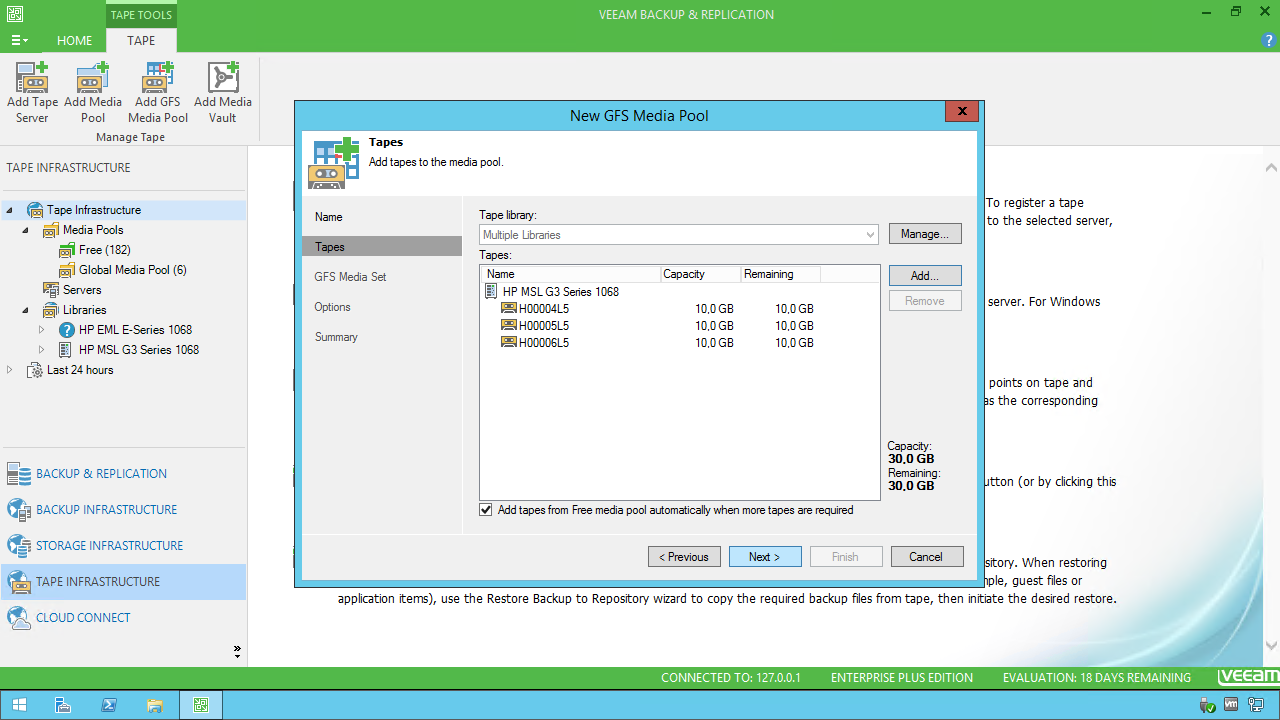 TAPE TOOLS
VEEAM BACKUP & REPLICATION
HOME
TAPE
Add Tape Server
Add Media Pool
Add GFS Media Pool
Add Media Vault
Manage Tape
TAPE INFRASTRUCTURE
Tape Infrastructure
Media Pools
Free (182)
Global Media Pool (6)
Servers
Libraries
HP EML E-Series 1068
HP MSL G3 Series 1068
Last 24 hours
BACKUP & REPLICATION
BACKUP INFRASTRUCTURE
STORAGE INFRASTRUCTURE
TAPE INFRASTRUCTURE
CLOUD CONNECT
New GFS Media Pool
Tapes
Add tapes to the media pool.
Name
Tapes
GFS Media Set
Options
Summary
Tape library:
Multiple Libraries
Manage...
Tapes:
Name Capacity Remaining
HP MSL G3 Series 1068
H00004L5 10,0 GB 10,0 GB
H00005L5 10,0 GB 10,0 GB
H00006L5 10,0 GB 10,0 GB
Add...
Remove
Capacity:
30,0 GB
Remaining:
30,0 GB
Add tapes from Free media pool automatically when more tapes are required
< Previous
Next >
Finish
Cancel
To register a tape
to the selected server,
server. For Windows
points on tape and
as the corresponding
utton (or by clicking this
sitory. When restoring
mple, guest files or
application items), use the Restore Backup to Repository wizard to copy the required backup files from tape, then initiate the desired restore.
CONNECTED TO: 127.0.0.1
ENTERPRISE PLUS EDITION
EVALUATION: 18 DAYS REMAINING
veeam
vm